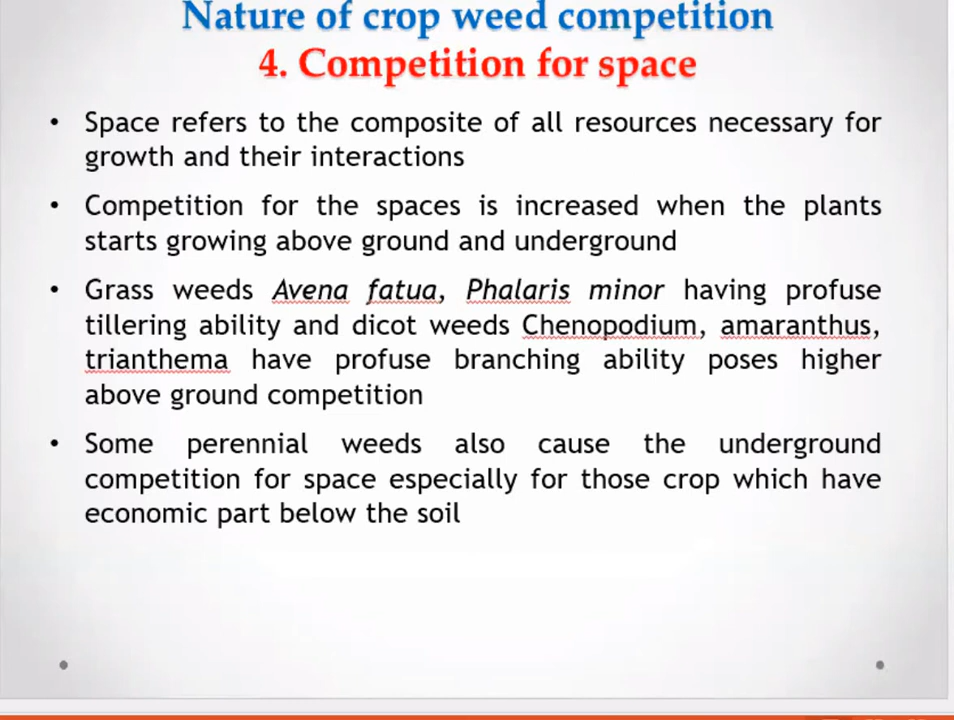 Nature of crop weed competition
4. Competition for space
• Space refers to the composite of all resources necessary for
growth and their interactions
• Competition for the spaces is increased when the plants
starts growing above ground and underground
• Grass weeds Avena fatua, Phalaris minor having profuse
tillering ability and dicot weeds Chenopodium, amaranthus,
trianthema have profuse branching ability poses higher
above ground competition
• Some perennial weeds also cause the underground
competition for space especially for those crop which have
economic part below the soil